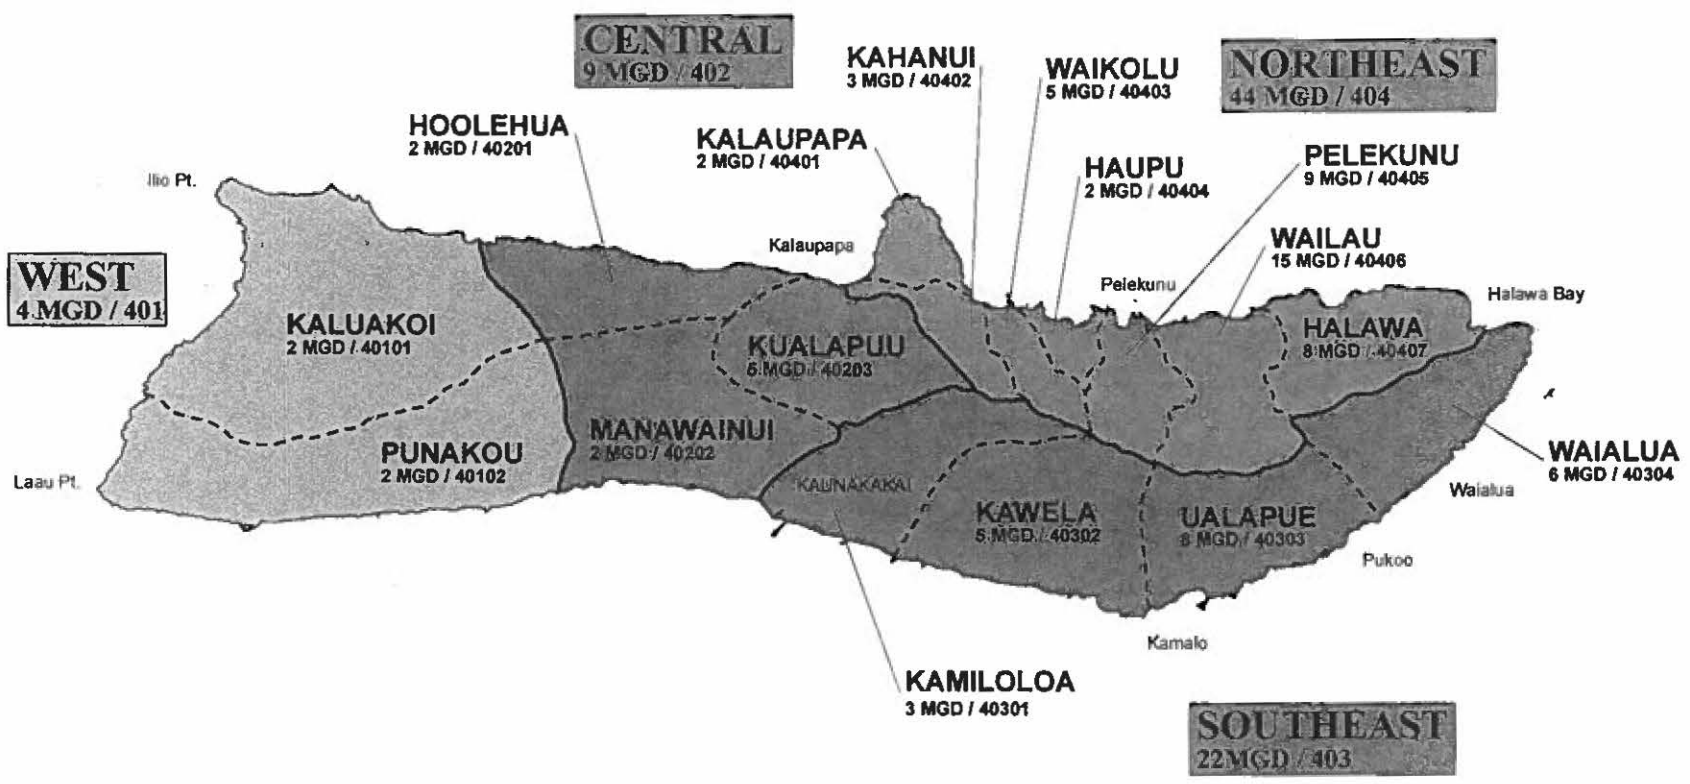 CENTRAL
9 MGD / 402
NORTHEAST
44 MGD / 404
KAHANUI
3 MGD / 40402
WAIKOLU
5 MGD / 40403
HOOLEHUA
2 MGD / 40201
KALAUPAPA
2 MGD / 40401
HAUPU
2 MGD / 40404
PELEKUNU
9 MGD / 40405
Ilio Pt.
Kalaupapa
WAILAU
15 MGD / 40406
WEST
4 MGD / 401
Pelekunu
Halawa Bay
KALUAKOI
2 MGD / 40101
KUALAPUU
5 MGD / 40203
HALAWA
8 MGD / 40407
PUNAKOU
2 MGD / 40102
MANAWAINUI
2 MGD / 40202
WAIALUA
6 MGD / 40304
Laau Pt.
KAUNAKAKAI
Waialua
KAWELA
5 MGD / 40302
UALAPUE
8 MGD / 40303
Pukoo
Kamalo
KAMILOLOA
3 MGD / 40301
SOUTHEAST
22MGD / 403